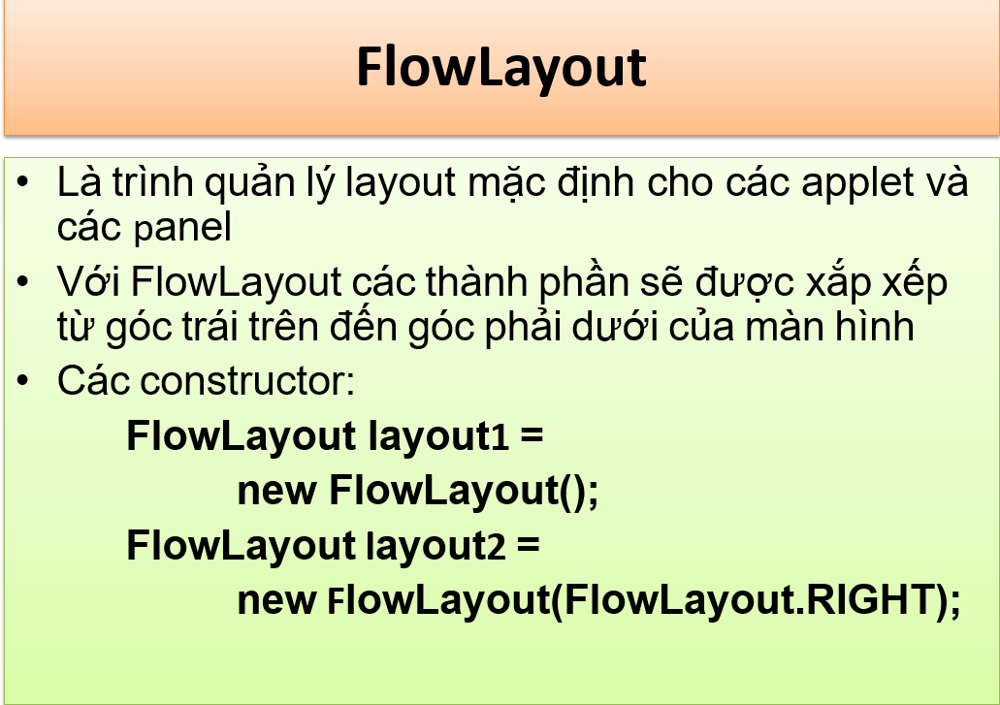 FlowLayout
• Là trình quản lý layout mặc định cho các applet và
các panel
• Với FlowLayout các thành phần sẽ được xắp xếp
từ góc trái trên đến góc phải dưới của màn hình
• Các constructor:
FlowLayout layout1 =
new FlowLayout();
FlowLayout layout2 =
new FlowLayout(FlowLayout.RIGHT);